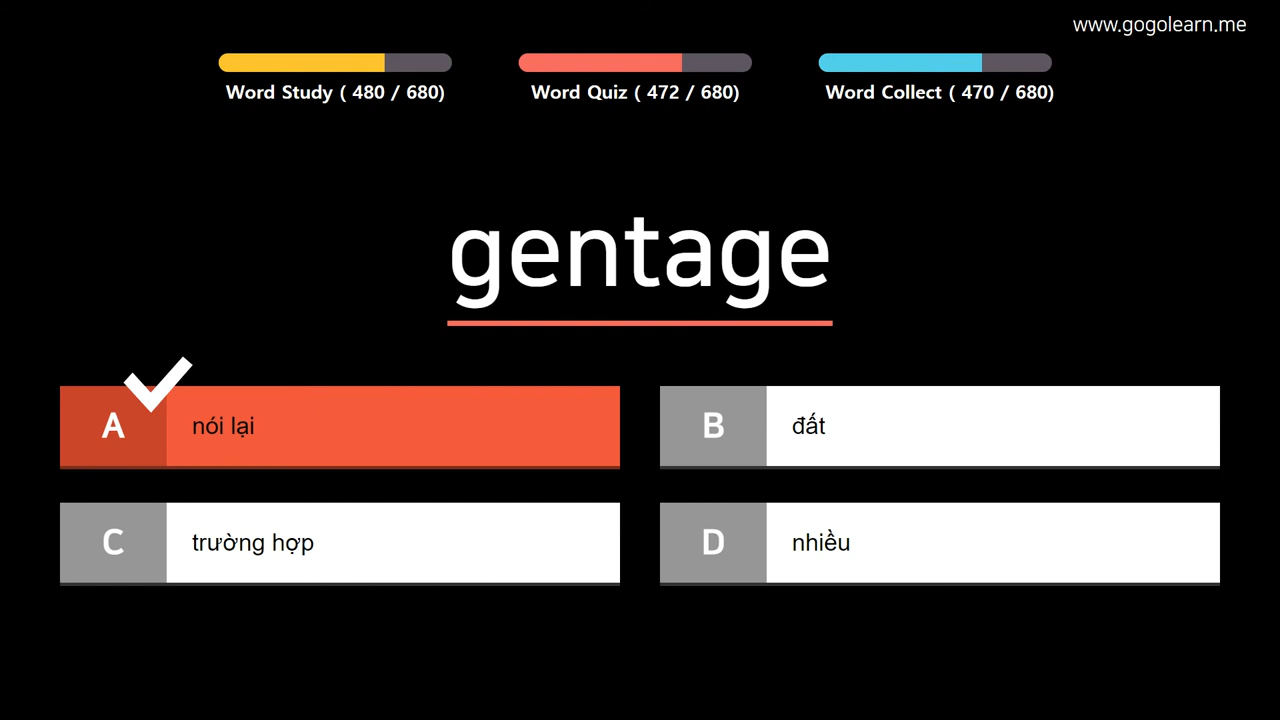 www.gogolearn.me
Word Study ( 480 / 680)
Word Quiz ( 472 / 680)
Word Collect ( 470 / 680)
gentage
A nói lại
B đất
C trường hợp
D nhiều